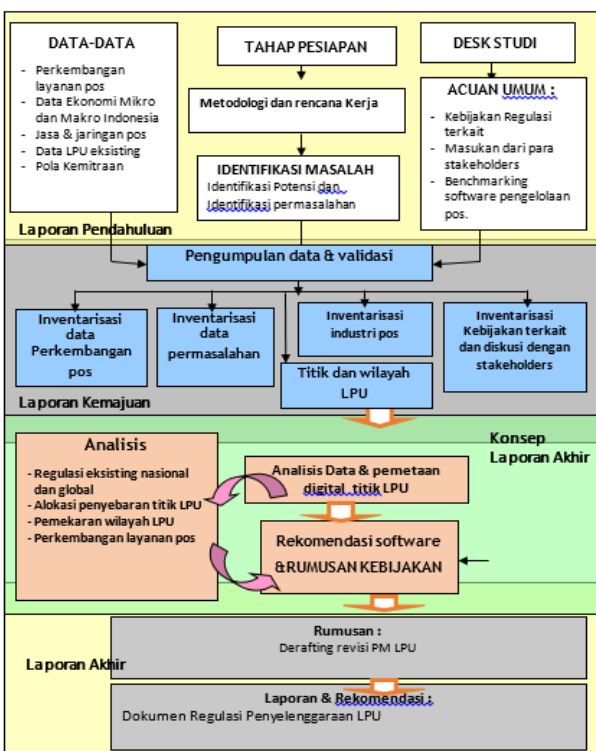 DATA-DATA
- Perkembangan
layanan pos
- Data Ekonomi Mikro
dan Makro Indonesia
- Jasa & jaringan pos
- Data LPU eksisting
- Pola Kemitraan
TAHAP PESIAPAN
Metodologi dan rencana Kerja
IDENTIFIKASI MASALAH
Identifikasi Potensi dan
Identifikasi permasalahan
DESK STUDI
ACUAN UMUM :
- Kebijakan Regulasi
terkait
- Masukan dari para
stakeholders
- Benchmarking
software pengelolaan
pos.
Laporan Pendahuluan
Pengumpulan data & validasi
Inventarisasi
data
Perkembangan
pos
Inventarisasi
data
permasalahan
Inventarisasi
industri pos
Inventarisasi
Kebijakan terkait
dan diskusi dengan
stakeholders
Titik dan wilayah
LPU
Laporan Kemajuan
Konsep
Laporan Akhir
Analisis
- Regulasi eksisting nasional
dan global
- Alokasi penyebaran titik LPU
- Pemekaran wilayah LPU
- Perkembangan layanan pos
Analisis Data & pemetaan
digital titik LPU
Rekomendasi software
&RUMUSAN KEBIJAKAN
Laporan Akhir
Rumusan :
Derafting revisi PM LPU
Laporan & Rekomendasi :
Dokumen Regulasi Penyelenggaraan LPU